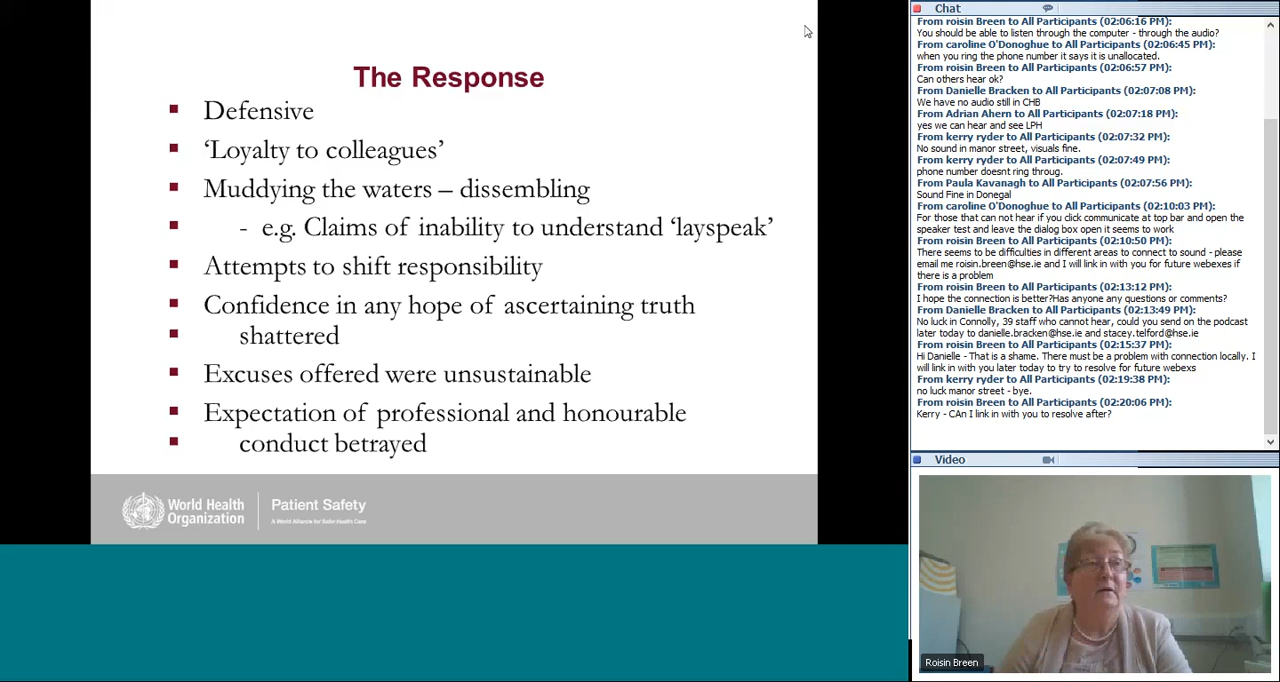 The Response
Defensive
‘Loyalty to colleagues’
Muddying the waters – dissembling
- e.g. Claims of inability to understand ‘layspeak’
Attempts to shift responsibility
Confidence in any hope of ascertaining truth
shattered
Excuses offered were unsustainable
Expectation of professional and honourable
conduct betrayed
World Health
Organization
Patient Safety
A World Alliance for Safer Health Care
Chat
From roisin Breen to All Participants (02:06:16 PM):
You should be able to listen through the computer - through the audio?
From caroline O'Donoghue to All Participants (02:06:45 PM):
when you ring the phone number it says it is unallocated.
From roisin Breen to All Participants (02:06:57 PM):
Can others hear ok?
From Danielle Bracken to All Participants (02:07:08 PM):
We have no audio still in CHB
From Adrian Ahern to All Participants (02:07:18 PM):
yes we can hear and see LPH
From kerry ryder to All Participants (02:07:32 PM):
No sound in manor street, visuals fine.
From kerry ryder to All Participants (02:07:49 PM):
phone number doesnt ring throug.
From Paula Kavanagh to All Participants (02:07:56 PM):
Sound Fine in Donegal
From caroline O'Donoghue to All Participants (02:10:03 PM):
For those that can not hear if you click communicate at top bar and open the
speaker test and leave the dialog box open it seems to work
From roisin Breen to All Participants (02:10:50 PM):
There seems to be difficulties in different areas to connect to sound - please
email me roisin.breen@hse.ie and I will link in with you for future webexes if
there is a problem
From roisin Breen to All Participants (02:13:12 PM):
I hope the connection is better?Has anyone any questions or comments?
From Danielle Bracken to All Participants (02:13:49 PM):
No luck in Connolly, 39 staff who cannot hear, could you send on the podcast
later today to danielle.bracken@hse.ie and stacey.telford@hse.ie
From roisin Breen to All Participants (02:15:37 PM):
Hi Danielle - That is a shame. There must be a problem with connection locally. I
will link in with you later today to try to resolve for future webexs
From kerry ryder to All Participants (02:19:38 PM):
no luck manor street - bye.
From roisin Breen to All Participants (02:20:06 PM):
Kerry - CAn I link in with you to resolve after?
Video
Roisin Breen